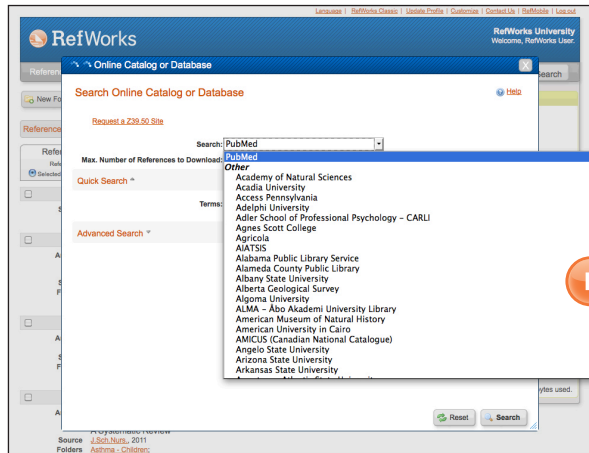 Language | RefWorks Classic | Update Profile | Customize | Contact Us | RefMobile | Log out
RefWorks
RefWorks University
Welcome, RefWorks User.
Referen
Search
Online Catalog or Database
X
New Fo
Search Online Catalog or Database
Help
Request a Z39.50 Site
Reference
Search: PubMed
Refe
Max. Number of References to Download:
PubMed
Other
Selected
Quick Search
Academy of Natural Sciences
Acadia University
Access Pennsylvania
Terms:
Adelphi University
Adler School of Professional Psychology – CARLI
Agnes Scott College
Advanced Search
Agricola
AIATSIS
Alabama Public Library Service
Alameda County Public Library
Albany State University
Alberta Geological Survey
Algoma University
ALMA – Åbo Akademi University Library
American Museum of Natural History
American University in Cairo
AMICUS (Canadian National Catalogue)
Angelo State University
Arizona State University
Arkansas State University
bytes used.
Reset
Search
A Systematic Review
Source J.Sch.Nurs., 2011
Folders Asthma - Children;